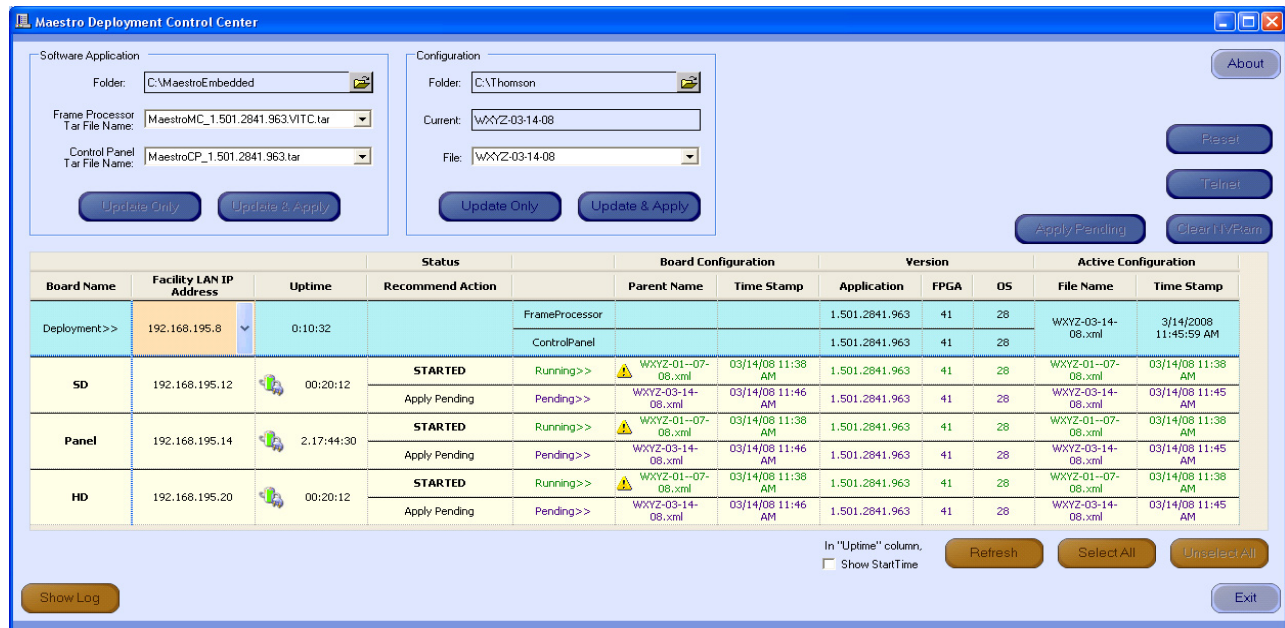 Maestro Deployment Control Center
Software Application
Folder: C:\MaestroEmbedded
Frame Processor
Tar File Name: MaestroMC_1.501.2841.963.VITC.tar
Control Panel
Tar File Name: MaestroCP_1.501.2841.963.tar
Update Only Update & Apply
Configuration
Folder: C:\Thomson
Current: WXYZ-03-14-08
File: WXYZ-03-14-08
Update Only Update & Apply
About
Reset
Telnet
Apply Pending Clear NVRam
Status Board Configuration Version Active Configuration
Board Name Facility LAN IP Address Uptime Recommend Action Parent Name Time Stamp Application FPGA OS File Name Time Stamp
Deployment>> 192.168.195.8 0:10:32 FrameProcessor 1.501.2841.963 41 28 WXYZ-03-14-08.xml 3/14/2008 11:45:59 AM
ControlPanel 1.501.2841.963 41 28
SD 192.168.195.12 00:20:12 STARTED Running>> WXYZ-01--07-08.xml 03/14/08 11:38 AM 1.501.2841.963 41 28 WXYZ-01--07-08.xml 03/14/08 11:38 AM
Apply Pending Pending>> WXYZ-03-14-08.xml 03/14/08 11:46 AM 1.501.2841.963 41 28 WXYZ-03-14-08.xml 03/14/08 11:45 AM
Panel 192.168.195.14 2.17:44:30 STARTED Running>> WXYZ-01--07-08.xml 03/14/08 11:38 AM 1.501.2841.963 41 28 WXYZ-01--07-08.xml 03/14/08 11:38 AM
Apply Pending Pending>> WXYZ-03-14-08.xml 03/14/08 11:46 AM 1.501.2841.963 41 28 WXYZ-03-14-08.xml 03/14/08 11:45 AM
HD 192.168.195.20 00:20:12 STARTED Running>> WXYZ-01--07-08.xml 03/14/08 11:38 AM 1.501.2841.963 41 28 WXYZ-01--07-08.xml 03/14/08 11:38 AM
Apply Pending Pending>> WXYZ-03-14-08.xml 03/14/08 11:46 AM 1.501.2841.963 41 28 WXYZ-03-14-08.xml 03/14/08 11:45 AM
In "Uptime" column,
Show StartTime
Refresh Select All Unselect All
Show Log Exit